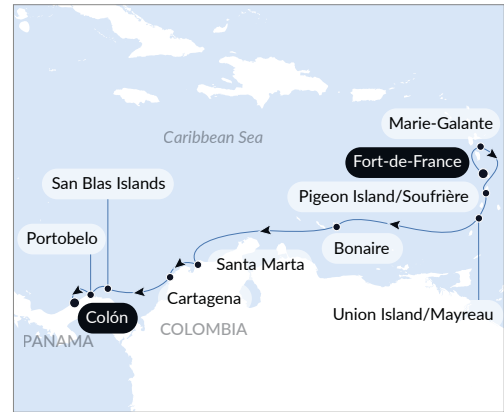 Marie-Galante
Caribbean Sea
Fort-de-France
San Blas Islands
Pigeon Island/Soufrière
Portobelo
Bonaire
Santa Marta
Cartagena
Union Island/Mayreau
Colón
COLOMBIA
PANAMA